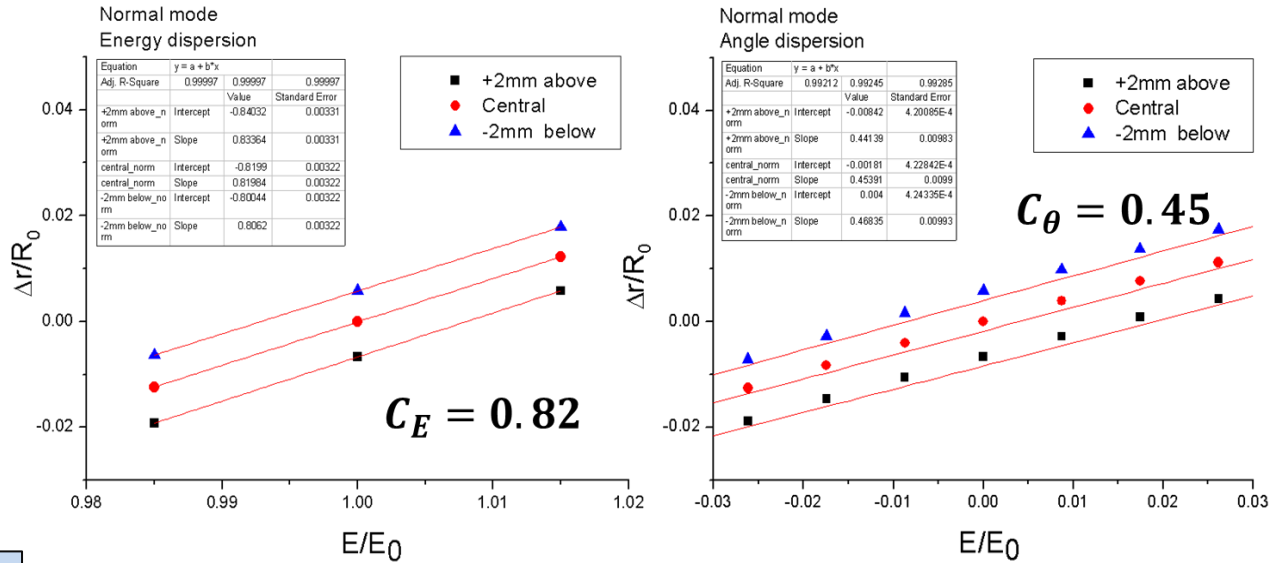 Normal mode
Energy dispersion
Equation y = a + b*x
Adj. R-Square 0.99997 0.99997 0.99997
Value Standard Error
+2mm above_n
orm Intercept -0.84032 0.00331
+2mm above_n
orm Slope 0.83364 0.00331
central_norm Intercept -0.8199 0.00322
central_norm Slope 0.81984 0.00322
-2mm below_no
rm Intercept -0.80044 0.00322
-2mm below_no
rm Slope 0.8062 0.00322
+2mm above
Central
-2mm below
0.04
0.02
0.00
-0.02
Δr/R0
C_E = 0.82
0.98 0.99 1.00 1.01 1.02
E/E0
Normal mode
Angle dispersion
Equation y = a + b*x
Adj. R-Square 0.99212 0.99245 0.99285
Value Standard Error
+2mm above_n
orm Intercept -0.00842 4.20085E-4
+2mm above_n
orm Slope 0.44139 0.00983
central_norm Intercept -0.00181 4.22842E-4
central_norm Slope 0.45391 0.0099
-2mm below_n
orm Intercept 0.004 4.24335E-4
-2mm below_n
orm Slope 0.46835 0.00993
+2mm above
Central
-2mm below
0.04
0.02
0.00
-0.02
Δr/R0
C_θ = 0.45
-0.03 -0.02 -0.01 0.00 0.01 0.02 0.03
E/E0